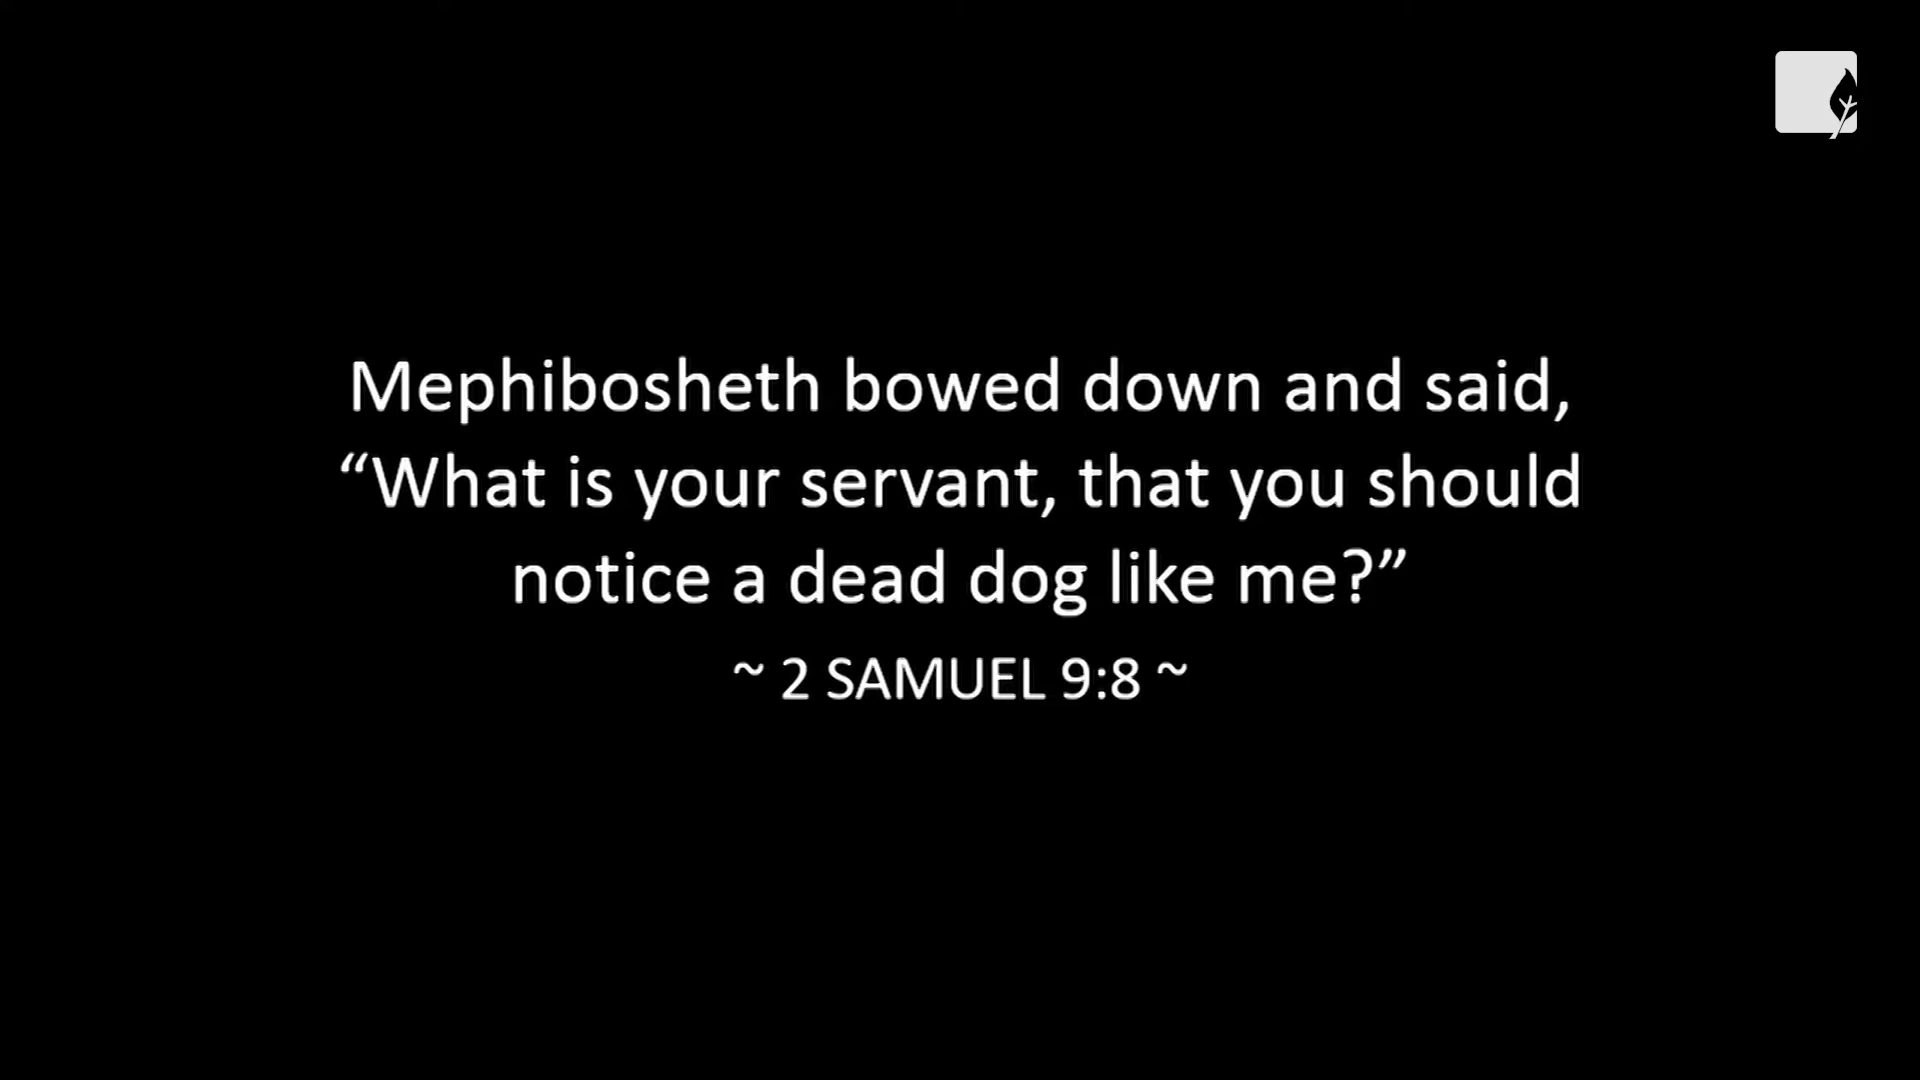 Mephibosheth bowed down and said,
“What is your servant, that you should
notice a dead dog like me?”
~ 2 SAMUEL 9:8 ~